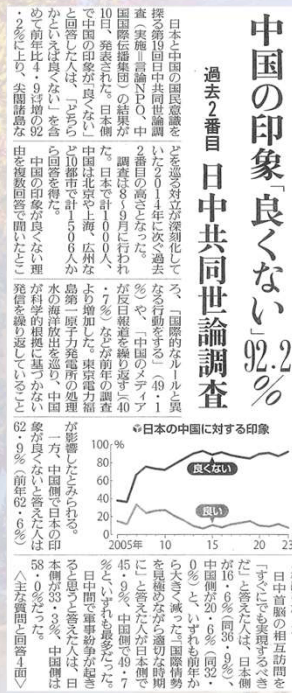 中国の印象「良くない」92.2%
過去2番目 日中共同世論調査
日本と中国の国民意識を
探る第19回日中共同世論調
査（実施＝言論NPO、中
国国際伝播集団）の結果が
10日、発表された。日本側
で中国の印象が「良くない」
と回答した人は、「どちら
かといえば良くない」を含
めて前年比4・9㌽増の92
・2％に上り、尖閣諸島な
どを巡る対立が深刻化して
いた2014年に次ぐ過去
2番目の高さとなった。
調査は8～9月に行われ
た。日本で計1000人、
中国は北京や上海、広州な
ど10都市で計1506人か
ら回答を得た。
中国の印象が良くない理
由を複数回答で聞いたとこ
ろ、「国際的なルールと異
なる行動をする」（49・1
％）や、「中国のメディア
が反日報道を繰り返す」（40
・7％）などが前年の調査
より増加した。東京電力福
島第一原子力発電所の処理
水の海洋放出を巡り、中国
が科学的根拠に基づかない
発信を繰り返していること
が影響したとみられる。
一方、中国側で日本の印
象が良くないと答えた人は
62・9％（前年62・6％）
日本の中国に対する印象
100%
80
60
40
20
0
良くない
良い
2005年 10 15 20 23
日中首脳の相互訪問を
「すぐにでも実現するべき
だ」と答えた人は、日本側
が16・6％（同36・9％）、
中国側が20・6％（同32・
0％）と、いずれも前年か
ら大きく減った。「国際情勢
を見極めながら適切な時期
に」と答えた人が日本側で
45・9％、中国側で49・7
％といずれも最多だった。
日中間で軍事紛争が起き
ると思うと答えた人は、日
本側が33・3％、中国側は
58・0％だった。
〈主な質問と回答4面〉